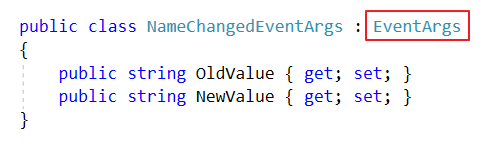 public class NameChangedEventArgs : EventArgs
{
    public string OldValue { get; set; }
    public string NewValue { get; set; }
}